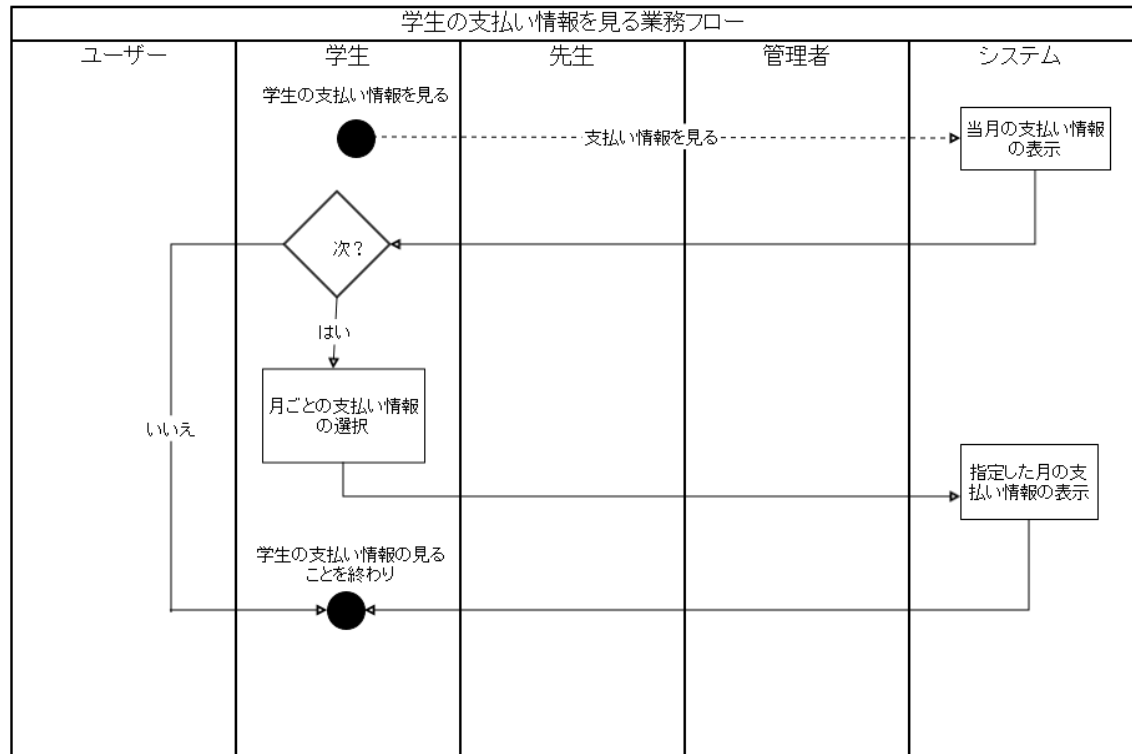 学生の支払い情報を見る業務フロー
ユーザー
学生
先生
管理者
システム
学生の支払い情報を見る
支払い情報を見る
当月の支払い情報
の表示
次？
はい
月ごとの支払い情報
の選択
いいえ
指定した月の支
払い情報の表示
学生の支払い情報の見る
ことを終わり